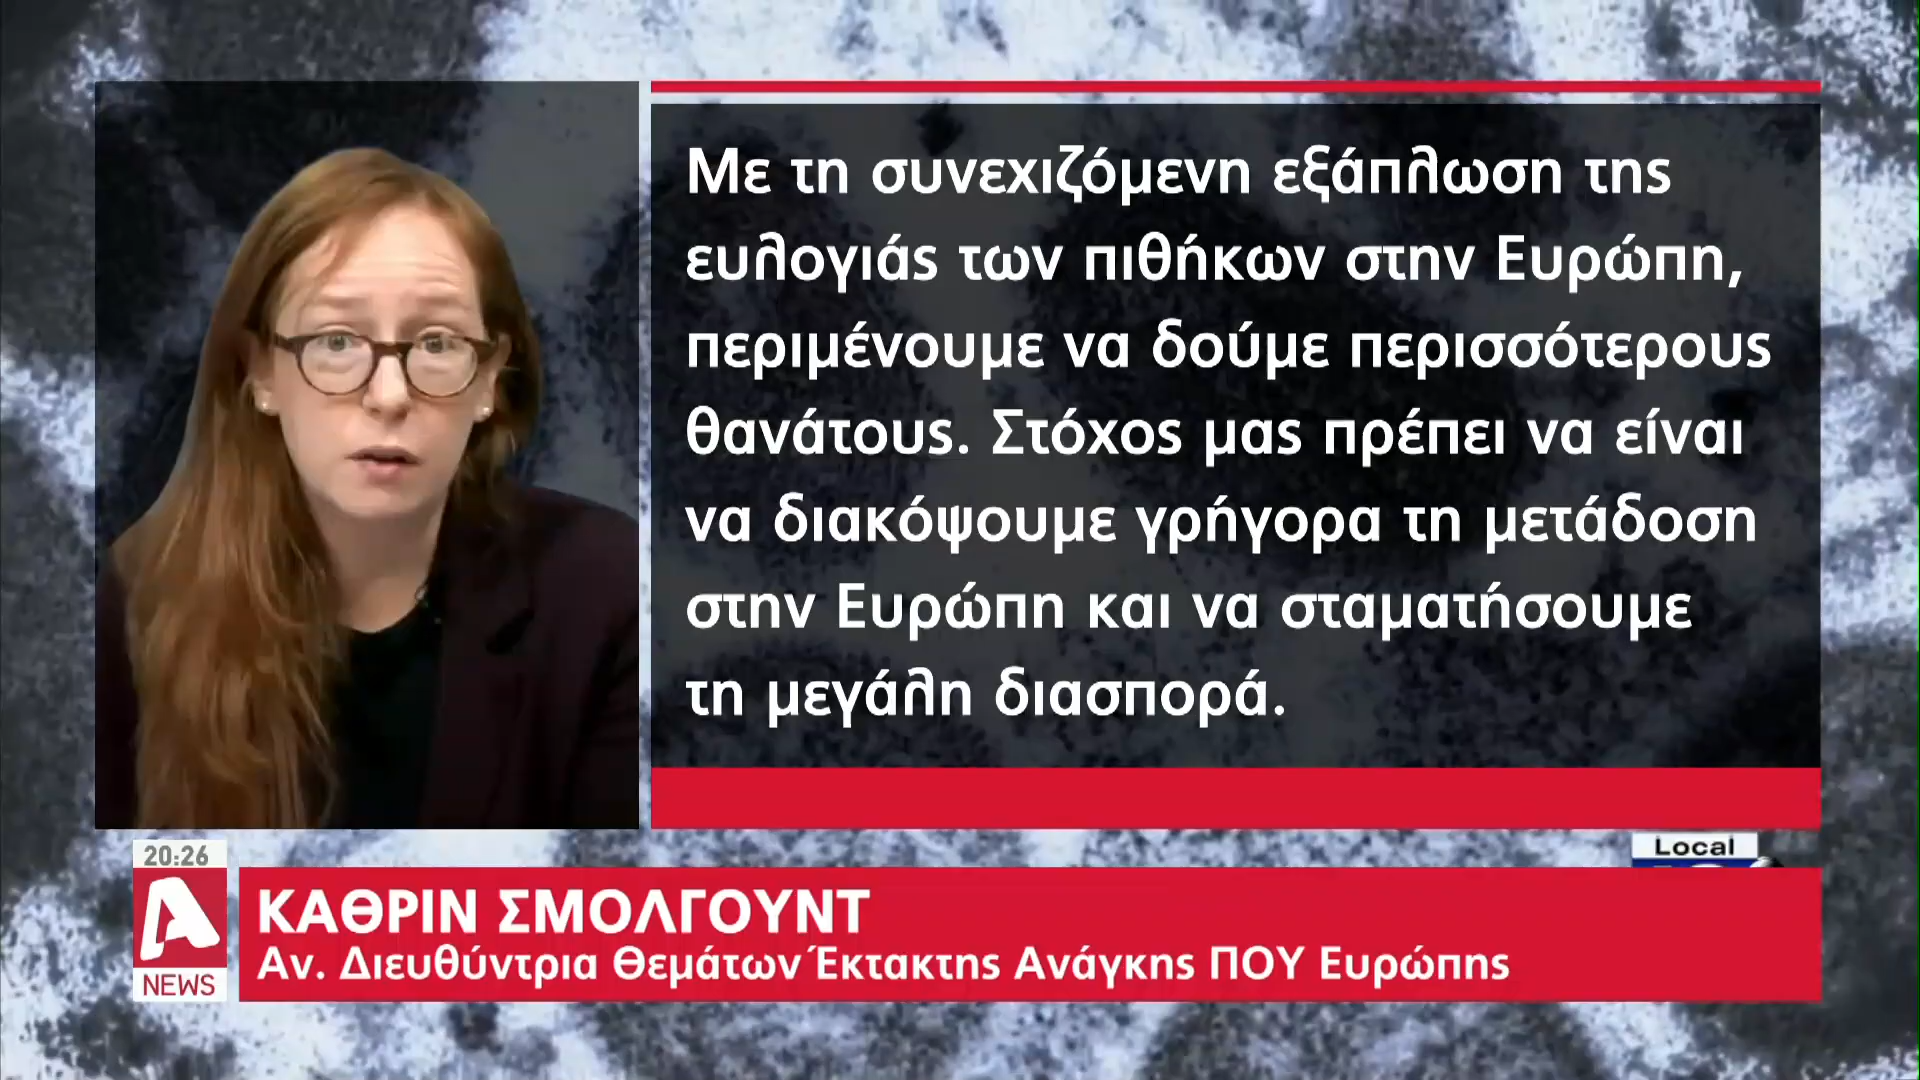 Με τη συνεχιζόμενη εξάπλωση της
ευλογιάς των πιθήκων στην Ευρώπη,
περιμένουμε να δούμε περισσότερους
θανάτους. Στόχος μας πρέπει να είναι
να διακόψουμε γρήγορα τη μετάδοση
στην Ευρώπη και να σταματήσουμε
τη μεγάλη διασπορά.
Local
20:26
NEWS
ΚΑΘΡΙΝ ΣΜΟΛΓΟΥΝΤ
Αν. Διευθύντρια Θεμάτων Έκτακτης Ανάγκης ΠΟΥ Ευρώπης